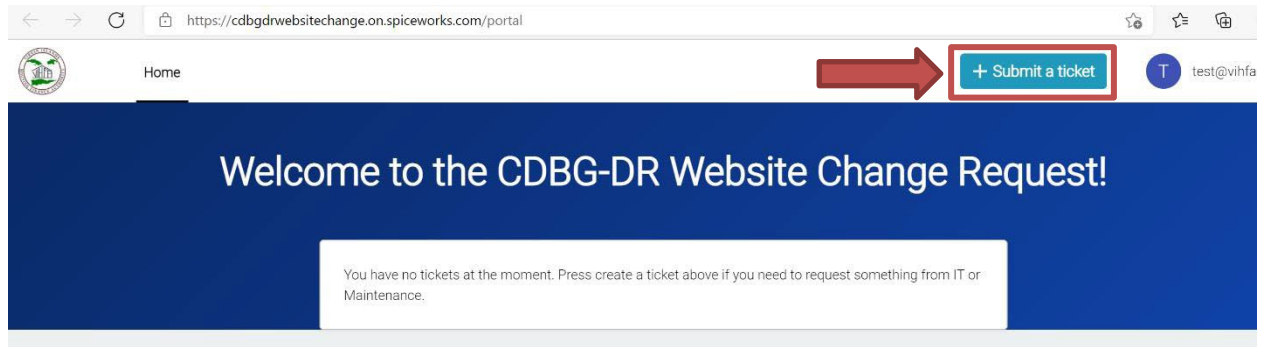 https://cdbgdrwebsitechange.on.spiceworks.com/portal
Home
+ Submit a ticket
T
test@vihfa
Welcome to the CDBG-DR Website Change Request!
You have no tickets at the moment. Press create a ticket above if you need to request something from IT or
Maintenance.